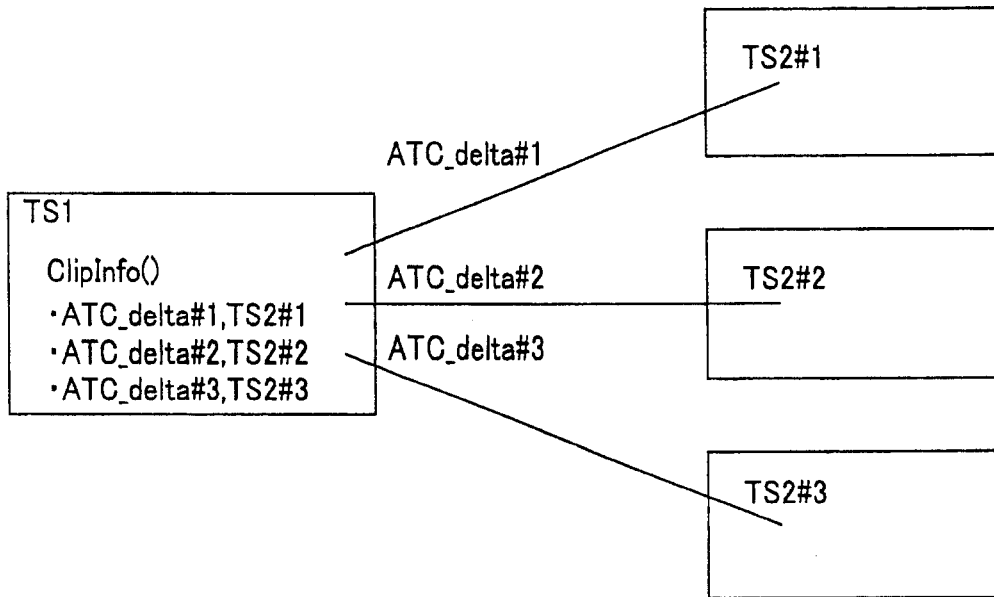 TS2#1
ATC_delta#1
TS1
ClipInfo()
・ATC_delta#1,TS2#1
・ATC_delta#2,TS2#2
・ATC_delta#3,TS2#3
ATC_delta#2
TS2#2
ATC_delta#3
TS2#3